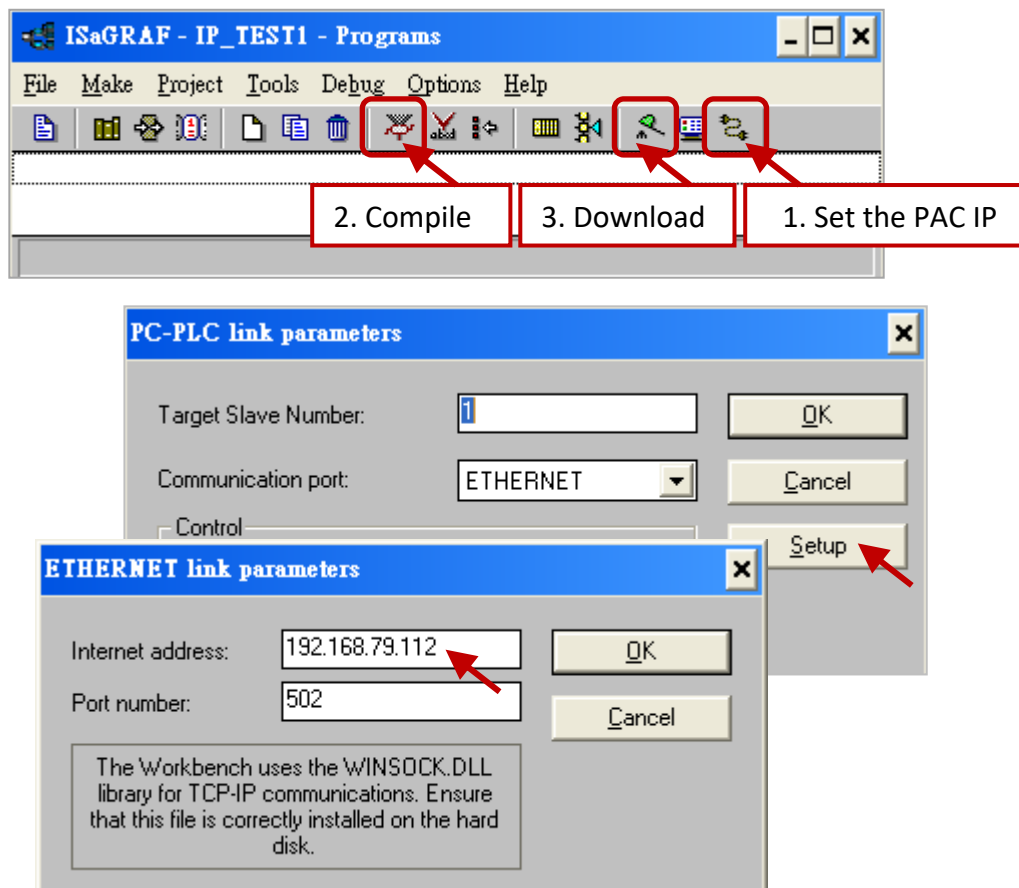 ISaGRAF - IP_TEST1 - Programs
File Make Project Tools Debug Options Help
2. Compile
3. Download
1. Set the PAC IP
PC-PLC link parameters
Target Slave Number: 1
OK
Communication port: ETHERNET
Cancel
Control
Setup
ETHERNET link parameters
Internet address: 192.168.79.112
OK
Port number: 502
Cancel
The Workbench uses the WINSOCK.DLL
library for TCP-IP communications. Ensure
that this file is correctly installed on the hard
disk.